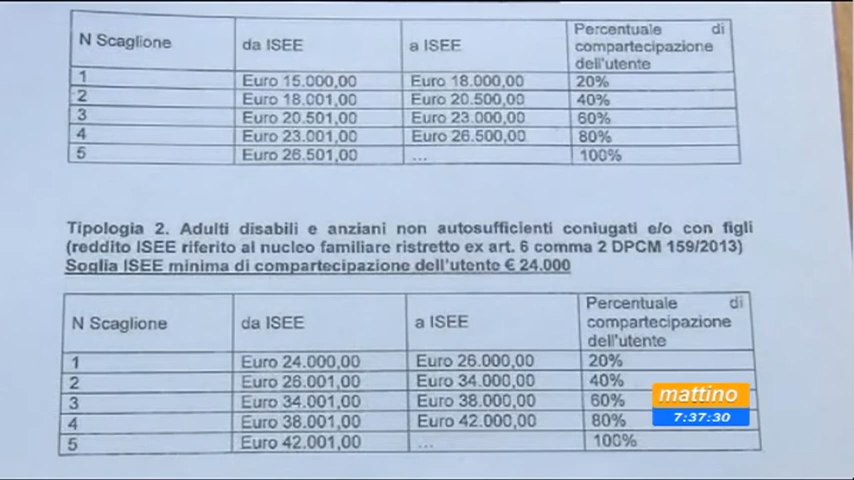 N Scaglione da ISEE a ISEE Percentuale di
compartecipazione
dell'utente
1 Euro 15.000,00 Euro 18.000,00 20%
2 Euro 18.001,00 Euro 20.500,00 40%
3 Euro 20.501,00 Euro 23.000,00 60%
4 Euro 23.001,00 Euro 26.500,00 80%
5 Euro 26.501,00 ... 100%
Tipologia 2. Adulti disabili e anziani non autosufficienti coniugati e/o con figli
(reddito ISEE riferito al nucleo familiare ristretto ex art. 6 comma 2 DPCM 159/2013)
Soglia ISEE minima di compartecipazione dell'utente € 24.000
N Scaglione da ISEE a ISEE Percentuale di
compartecipazione
dell'utente
1 Euro 24.000,00 Euro 26.000,00 20%
2 Euro 26.001,00 Euro 34.000,00 40%
3 Euro 34.001,00 Euro 38.000,00 60%
4 Euro 38.001,00 Euro 42.000,00 80%
5 Euro 42.001,00 ... 100%
mattino
7:37:30